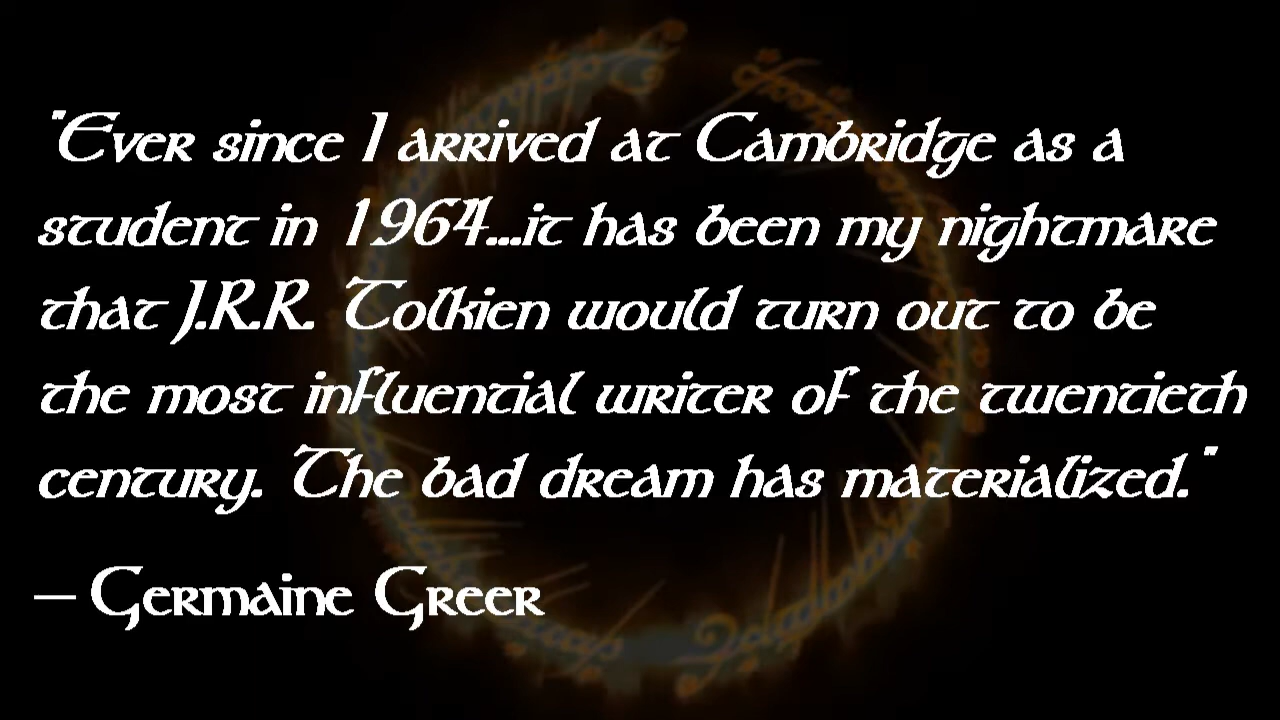 "Ever since I arrived at Cambridge as a
student in 1964...it has been my nightmare
that J.R.R. Tolkien would turn out to be
the most influential writer of the twentieth
century. The bad dream has materialized."
– Germaine Greer